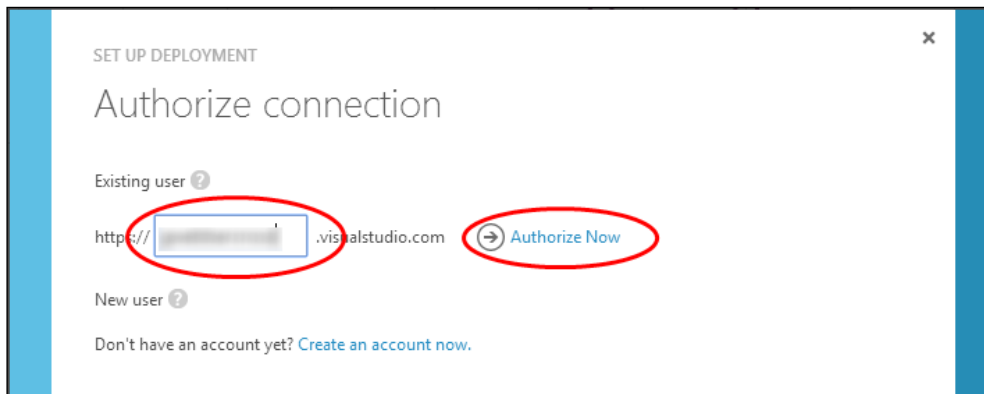 SET UP DEPLOYMENT
Authorize connection
Existing user ?
https:// .visualstudio.com Authorize Now
New user ?
Don't have an account yet? Create an account now.